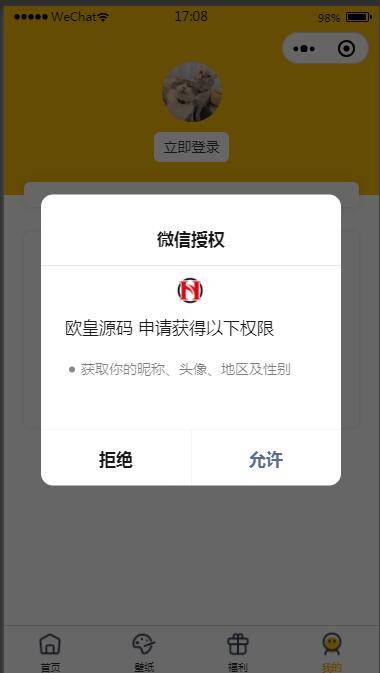 ●●●●● WeChat 17:08 98%
立即登录
微信授权
欧皇源码 申请获得以下权限
● 获取你的昵称、头像、地区及性别
拒绝 允许
首页 壁纸 福利 我的